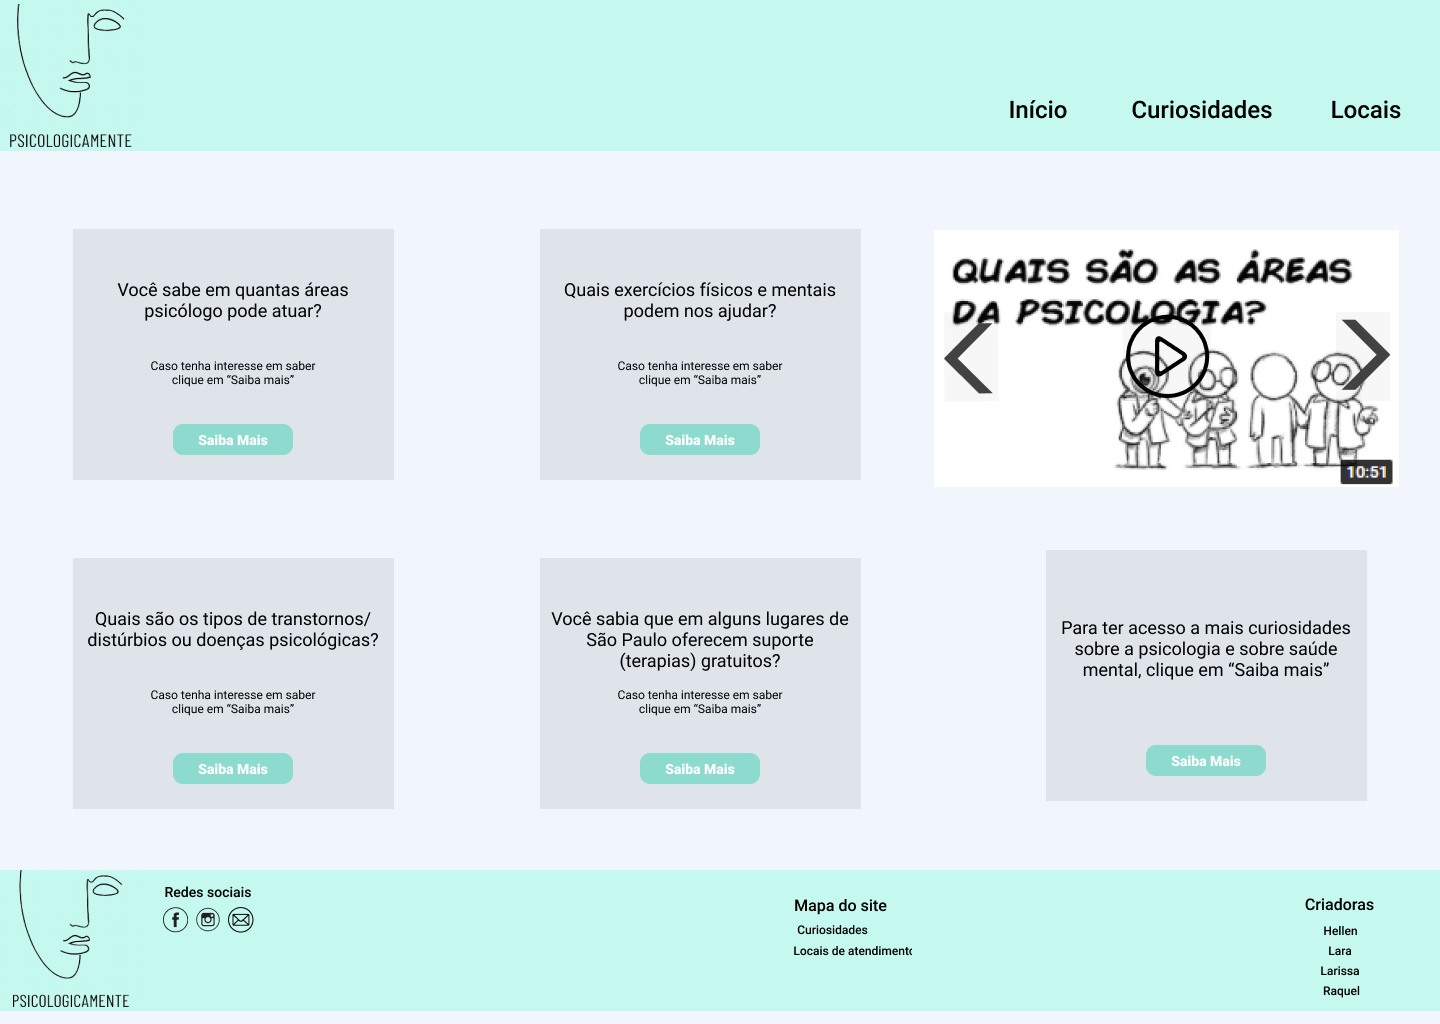 PSICOLOGICAMENTE
Início
Curiosidades
Locais
Você sabe em quantas áreas
psicólogo pode atuar?
Caso tenha interesse em saber
clique em “Saiba mais”
Saiba Mais
Quais exercícios físicos e mentais
podem nos ajudar?
Caso tenha interesse em saber
clique em “Saiba mais”
Saiba Mais
QUAIS SÃO AS ÁREAS
DA PSICOLOGIA?
10:51
Quais são os tipos de transtornos/
distúrbios ou doenças psicológicas?
Caso tenha interesse em saber
clique em “Saiba mais”
Saiba Mais
Você sabia que em alguns lugares de
São Paulo oferecem suporte
(terapias) gratuitos?
Caso tenha interesse em saber
clique em “Saiba mais”
Saiba Mais
Para ter acesso a mais curiosidades
sobre a psicologia e sobre saúde
mental, clique em “Saiba mais”
Saiba Mais
PSICOLOGICAMENTE
Redes sociais
Mapa do site
Curiosidades
Locais de atendimento
Criadoras
Hellen
Lara
Larissa
Raquel